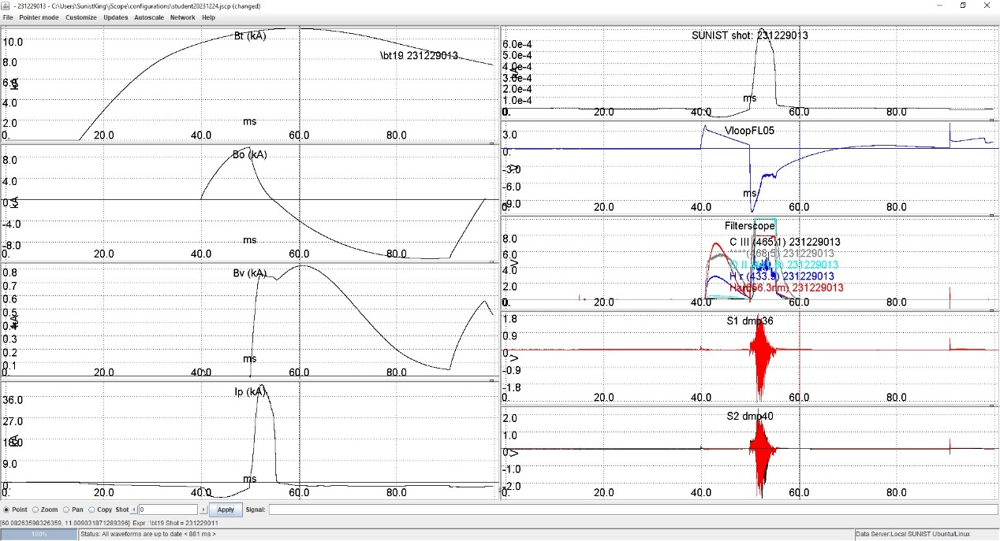 - 231229013 - C:\Users\SunistKing\jScope\configurations\student20231224.jscp (changed)
File Pointer mode Customize Updates Autoscale Network Help
Bt (kA)
10.0
\bt19 231229013
8.0
kA
4.0
2.0
ms
0. 20.0 40.0 60.0 80.0
Bo (kA)
8.0
4.0
0. kA
-4.0
ms
-8.0
0. 20.0 40.0 60.0 80.0
0.8
Bv (kA)
0.7
0.6
0.5
0.4 kA
0.3
0.2
ms
0.1
0. 20.0 40.0 60.0 80.0
Ip (kA)
36.0
27.0
kA
9.0
ms
0. 20.0 40.0 60.0 80.0
SUNIST shot: 231229013
6.0e-4
5.0e-4
4.0e-4
3.0e-4
2.0e-4
1.0e-4
ms
0. 20.0 40.0 60.0 80.0
VloopFL05
3.0
0.
-3.0 V
-6.0
ms
-9.0
0. 20.0 40.0 60.0 80.0
Filterscope
8.0
C III (465.1) 231229013
6.0
(468.5) 231229013
4.0 V
231229013
2.0
231229013
231229013
0. 20.0 40.0 60.0 80.0
1.8
S1 dmp36
0.9
0. V
-0.9
-1.8
0. 20.0 40.0 60.0 80.0
S2 dmp40
2.0
1.0
0. V
-1.0
-2.0
0. 20.0 40.0 60.0 80.0
Point Zoom Pan Copy Shot 0 Apply Signal:
[60.08263598326359, 11.009031871289396] Expr : \bt19 Shot = 231229011
100% Status: All waveforms are up to date < 881 ms > Data Server:Local SUNIST Ubuntu/Linux